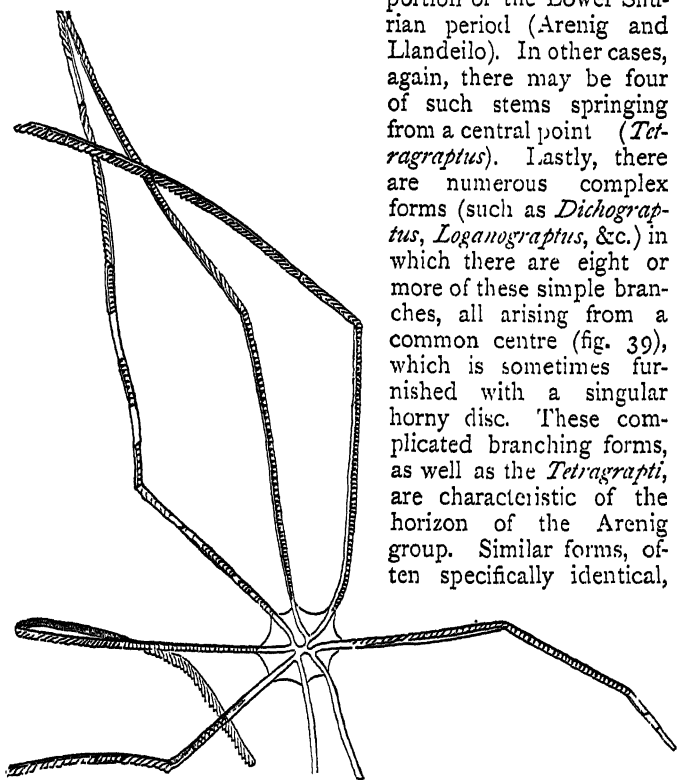 portion of the Lower Silu-
rian period (Arenig and
Llandeilo). In other cases,
again, there may be four
of such stems springing
from a central point (Tet-
ragraptus). Lastly, there
are numerous complex
forms (such as Dichograp-
tus, Loganograptus, &c.) in
which there are eight or
more of these simple bran-
ches, all arising from a
common centre (fig. 39),
which is sometimes fur-
nished with a singular
horny disc. These com-
plicated branching forms,
as well as the Tetragrapti,
are characteristic of the
horizon of the Arenig
group. Similar forms, of-
ten specifically identical,